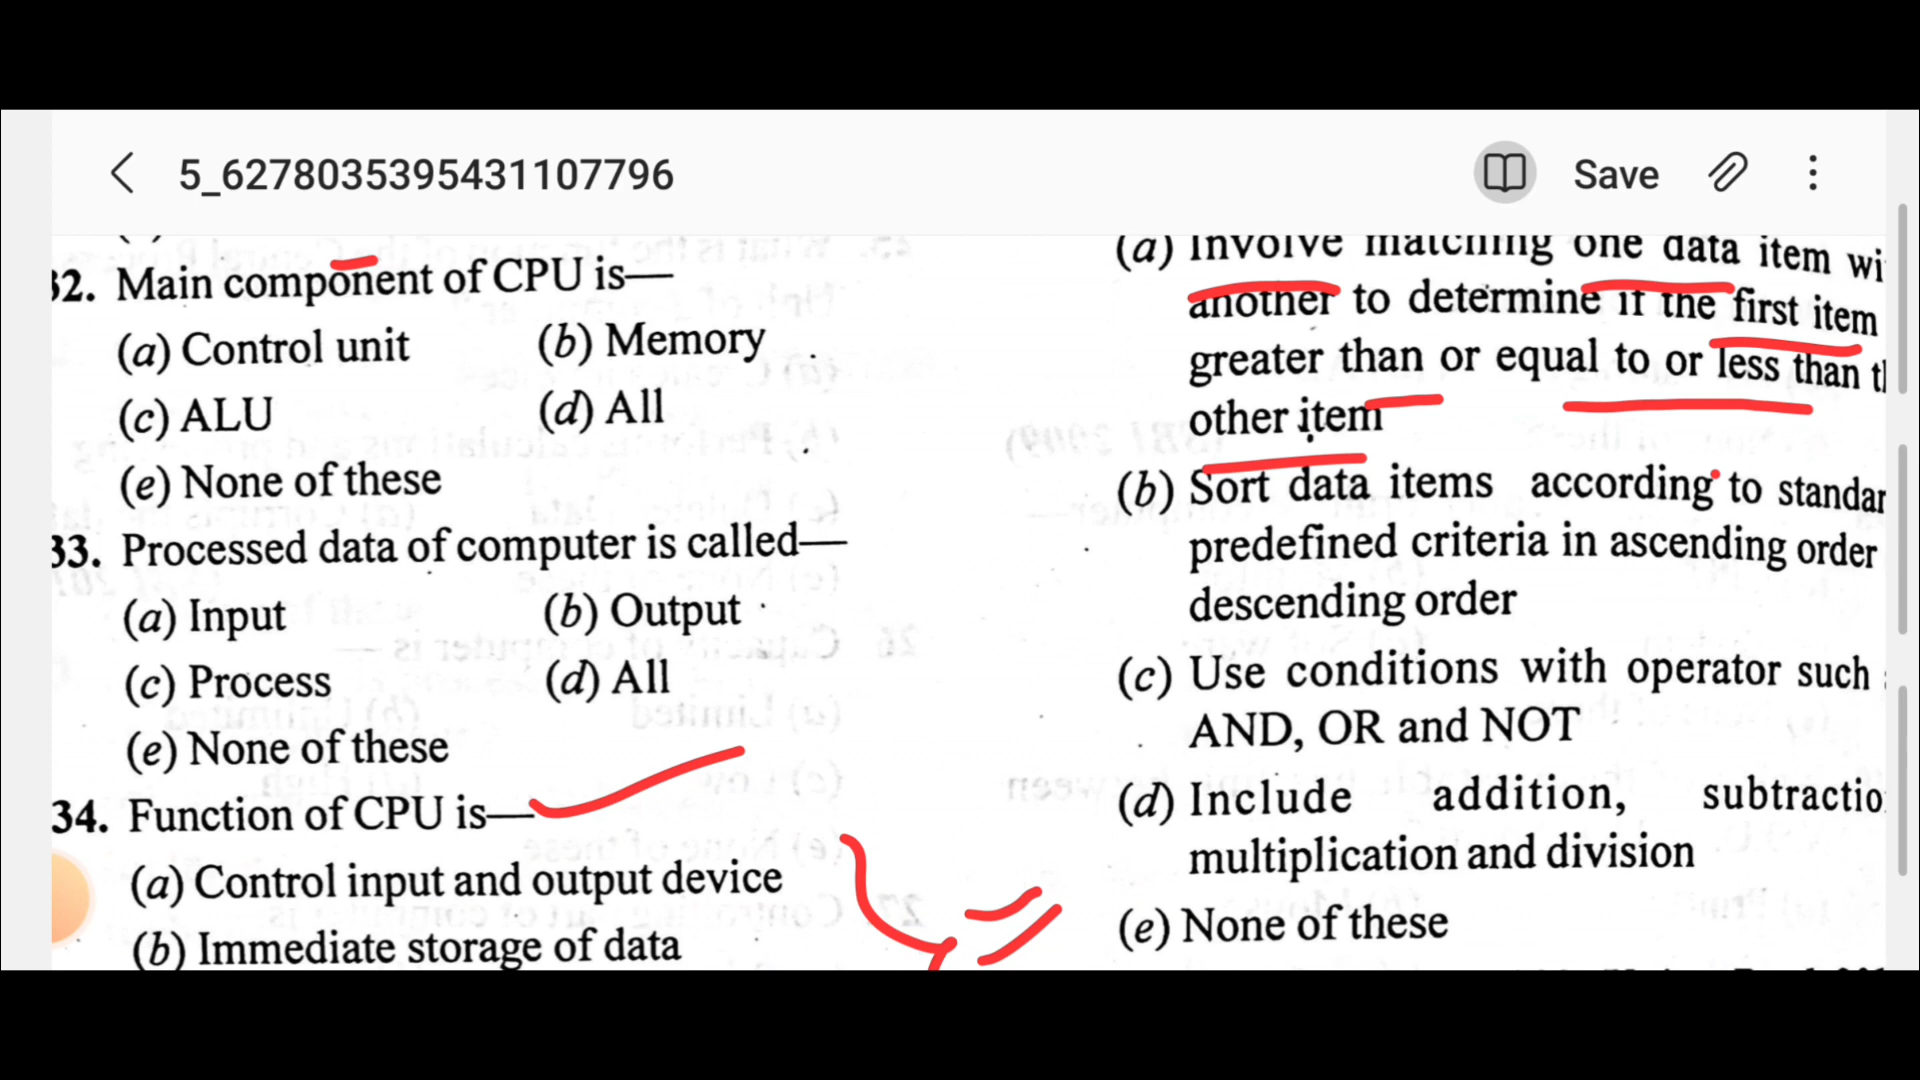 5_6278035395431107796
Save
32. Main component of CPU is—
(a) Control unit (b) Memory
(c) ALU (d) All
(e) None of these
33. Processed data of computer is called—
(a) Input (b) Output
(c) Process (d) All
(e) None of these
34. Function of CPU is—
(a) Control input and output device
(b) Immediate storage of data
(a) Involve matching one data item wi
another to determine if the first item
greater than or equal to or less than
other item
(b) Sort data items according to standar
predefined criteria in ascending order
descending order
(c) Use conditions with operator such
AND, OR and NOT
(d) Include addition, subtractio
multiplication and division
(e) None of these